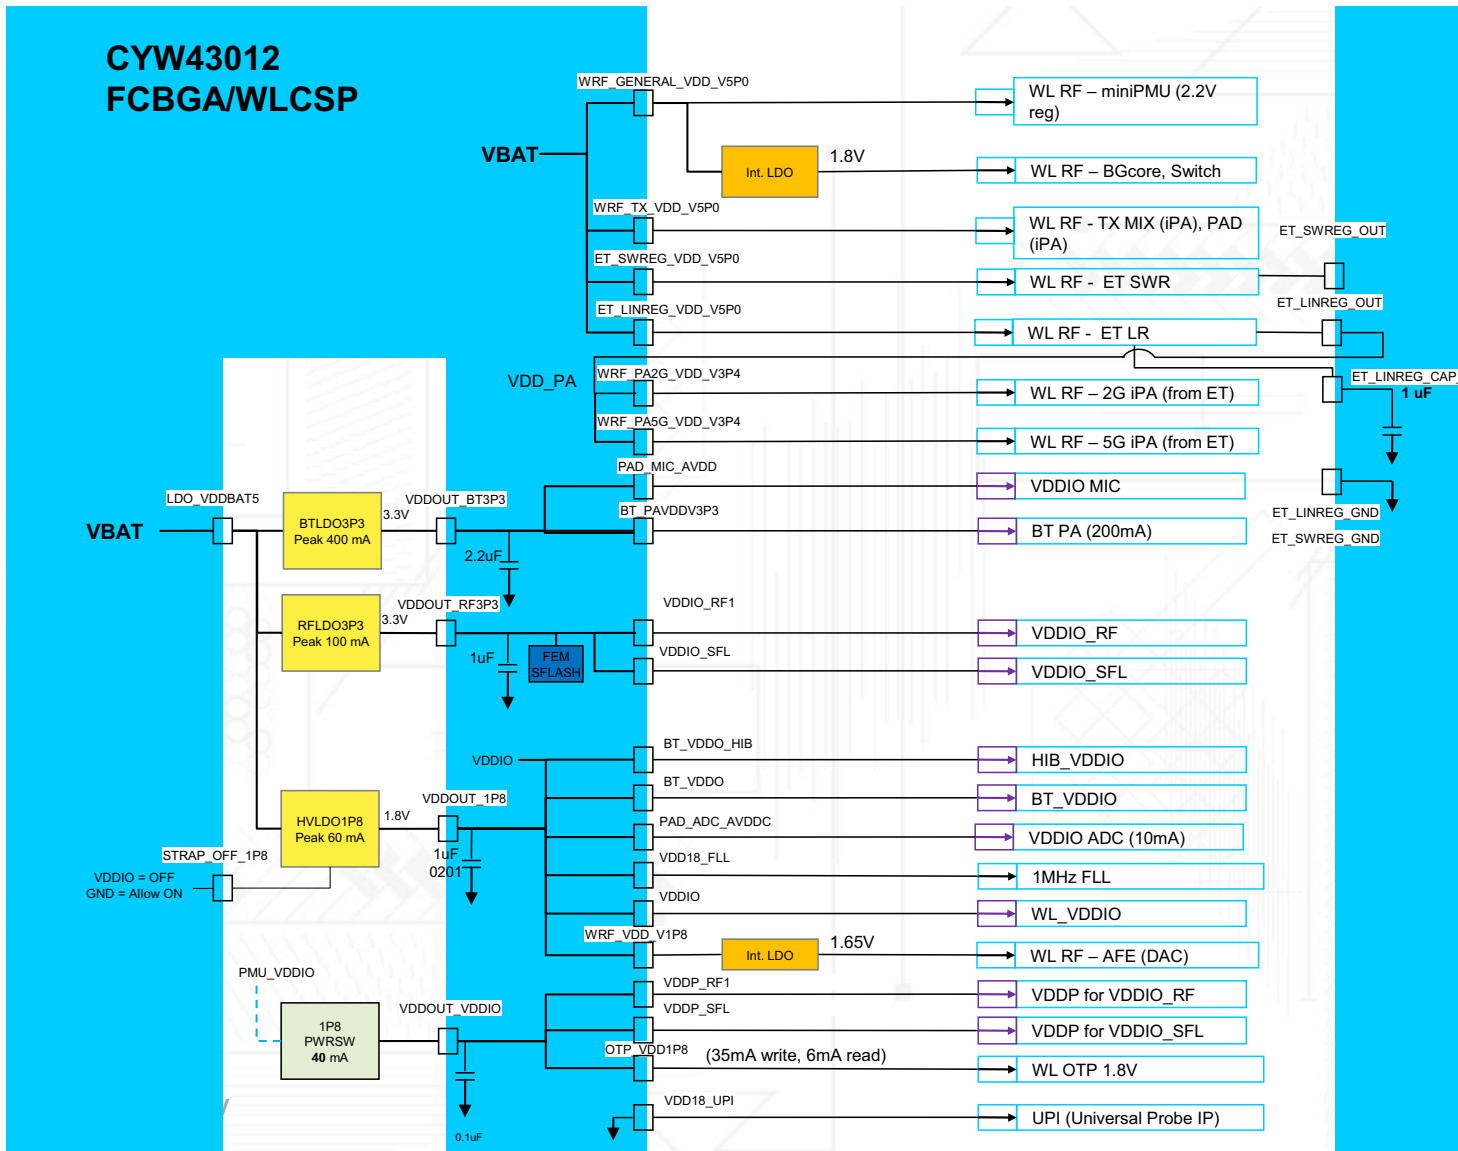 CYW43012
FCBGA/WLCSP
WRF_GENERAL_VDD_V5P0
WL RF – miniPMU (2.2V
reg)
VBAT
Int. LDO
1.8V
WL RF – BGcore, Switch
WRF_TX_VDD_V5P0
WL RF - TX MIX (iPA), PAD
(iPA)
ET_SWREG_OUT
ET_SWREG_VDD_V5P0
WL RF - ET SWR
ET_LINREG_VDD_V5P0
WL RF - ET LR
ET_LINREG_OUT
VDD_PA
WRF_PA2G_VDD_V3P4
WL RF – 2G iPA (from ET)
ET_LINREG_CAP_
1 uF
WRF_PA5G_VDD_V3P4
WL RF – 5G iPA (from ET)
PAD_MIC_AVDD
VDDIO MIC
LDO_VDDBAT5
VBAT
BTLDO3P3
Peak 400 mA
3.3V
VDDOUT_BT3P3
2.2uF
BT_PAVDDV3P3
BT PA (200mA)
ET_LINREG_GND
ET_SWREG_GND
RFLDO3P3
Peak 100 mA
3.3V
VDDOUT_RF3P3
1uF
FEM
SFLASH
VDDIO_RF1
VDDIO_RF
VDDIO_SFL
VDDIO_SFL
VDDIO
BT_VDDO_HIB
HIB_VDDIO
BT_VDDO
BT_VDDIO
HVLDO1P8
Peak 60 mA
1.8V
VDDOUT_1P8
1uF
0201
PAD_ADC_AVDDC
VDDIO ADC (10mA)
STRAP_OFF_1P8
VDDIO = OFF
GND = Allow ON
VDD18_FLL
1MHz FLL
VDDIO
WL_VDDIO
WRF_VDD_V1P8
Int. LDO
1.65V
WL RF – AFE (DAC)
PMU_VDDIO
1P8
PWRSW
40 mA
VDDOUT_VDDIO
0.1uF
VDDP_RF1
VDDP for VDDIO_RF
VDDP_SFL
VDDP for VDDIO_SFL
OTP_VDD1P8
(35mA write, 6mA read)
WL OTP 1.8V
VDD18_UPI
UPI (Universal Probe IP)